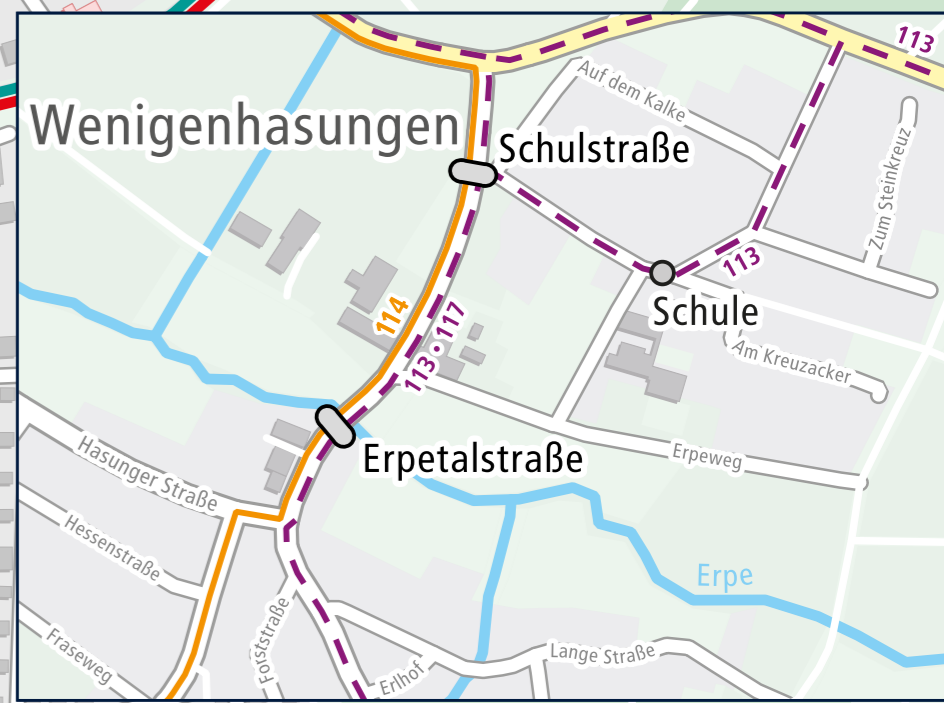 113
Auf dem Kalke
Wenigenhasungen
Schulstraße
Zum Steinkreuz
113
Schule
114
113 • 117
Am Kreuzacker
Erpetalstraße
Erpeweg
Hasunger Straße
Hessenstraße
Erpe
Fraseweg
Forststraße
Erlhof
Lange Straße